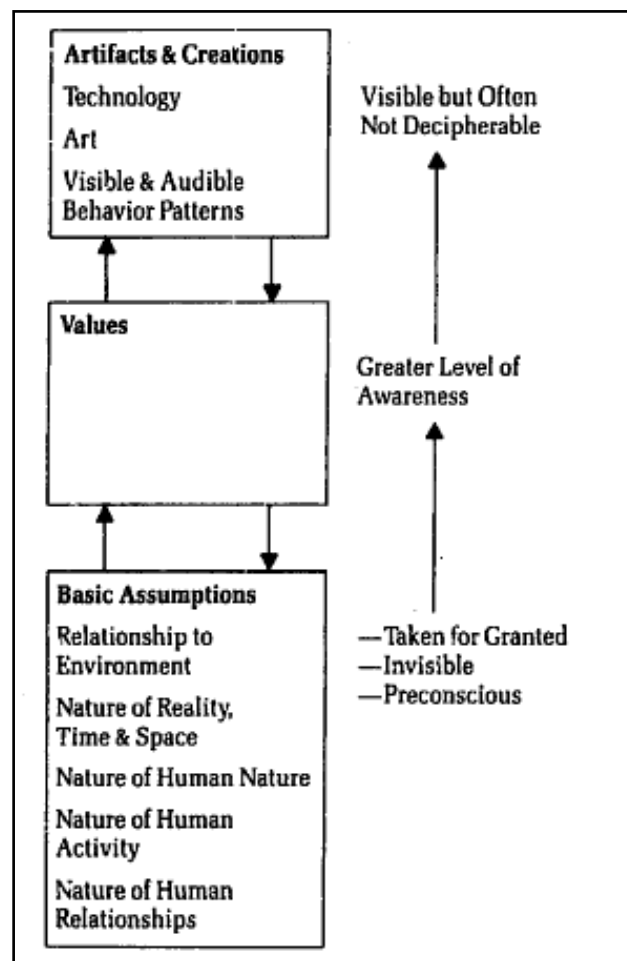 Artifacts & Creations
Technology
Art
Visible & Audible
Behavior Patterns
Visible but Often
Not Decipherable
Values
Greater Level of
Awareness
Basic Assumptions
Relationship to
Environment
Nature of Reality,
Time & Space
Nature of Human Nature
Nature of Human
Activity
Nature of Human
Relationships
—Taken for Granted
—Invisible
—Preconscious